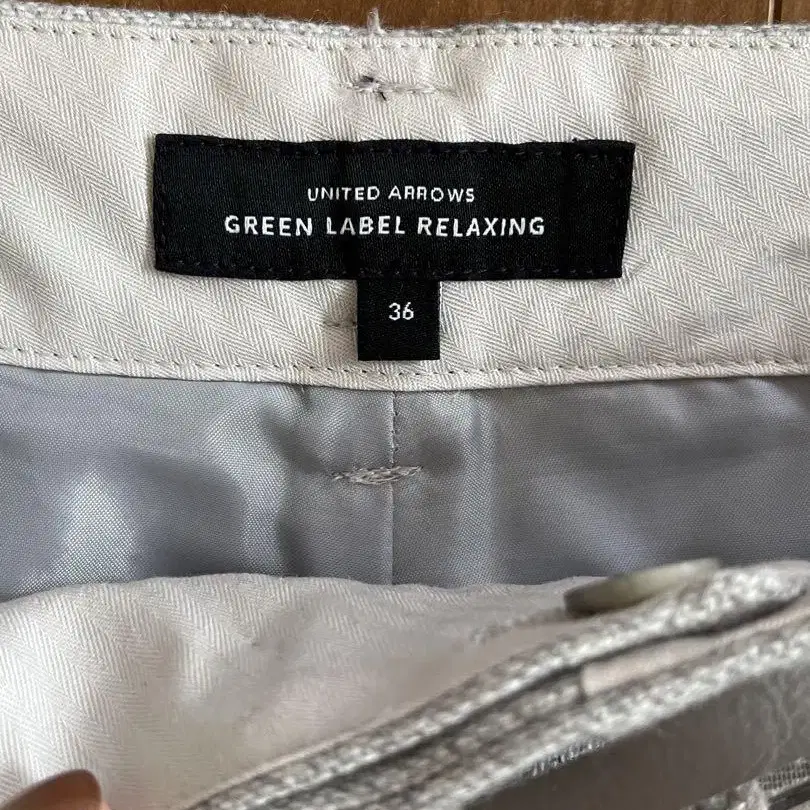 UNITED ARROWS
GREEN LABEL RELAXING
36